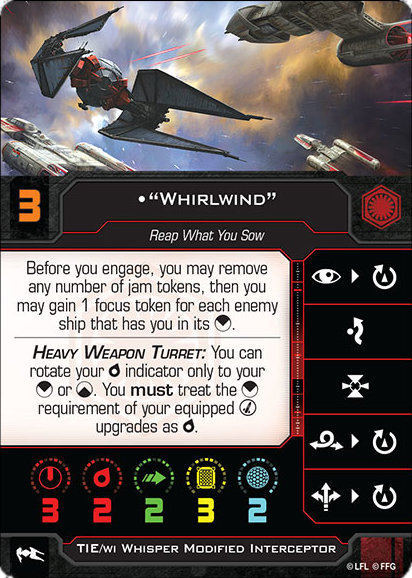 3
•“Whirlwind”
Reap What You Sow
Before you engage, you may remove
any number of jam tokens, then you
may gain 1 focus token for each enemy
ship that has you in its .
Heavy Weapon Turret: You can
rotate your indicator only to your
or . You must treat the
requirement of your equipped
upgrades as .
3 2 2 3 2
TIE/wi Whisper Modified Interceptor
© LFL © FFG